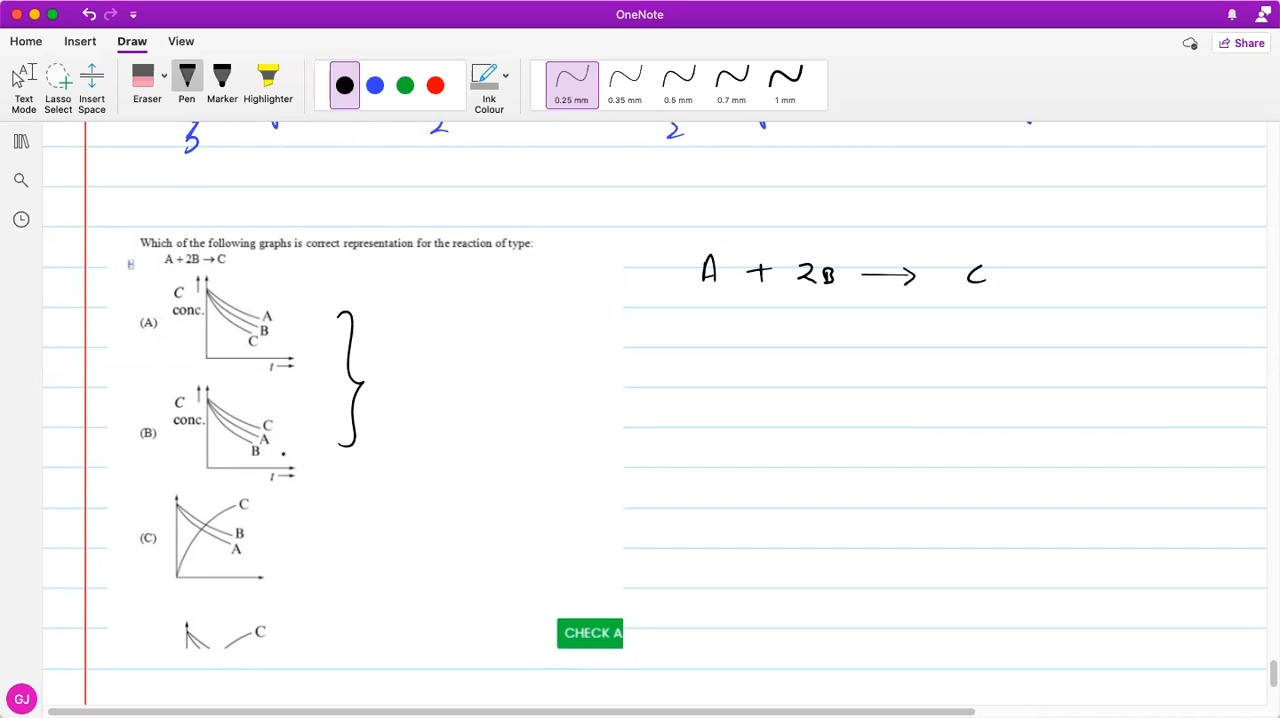 OneNote
Home Insert Draw View
Share
Text Mode
Lasso Select
Insert Space
Eraser
Pen
Marker
Highlighter
Ink Colour
0.25 mm
0.35 mm
0.5 mm
0.7 mm
1 mm
2 2
Which of the following graphs is correct representation for the reaction of type:
A + 2B → C
A + 2B → C
(A)
C
conc.
A
B
C
t →
(B)
C
conc.
C
A
B
t →
(C)
C
B
A
C
CHECK A
GJ